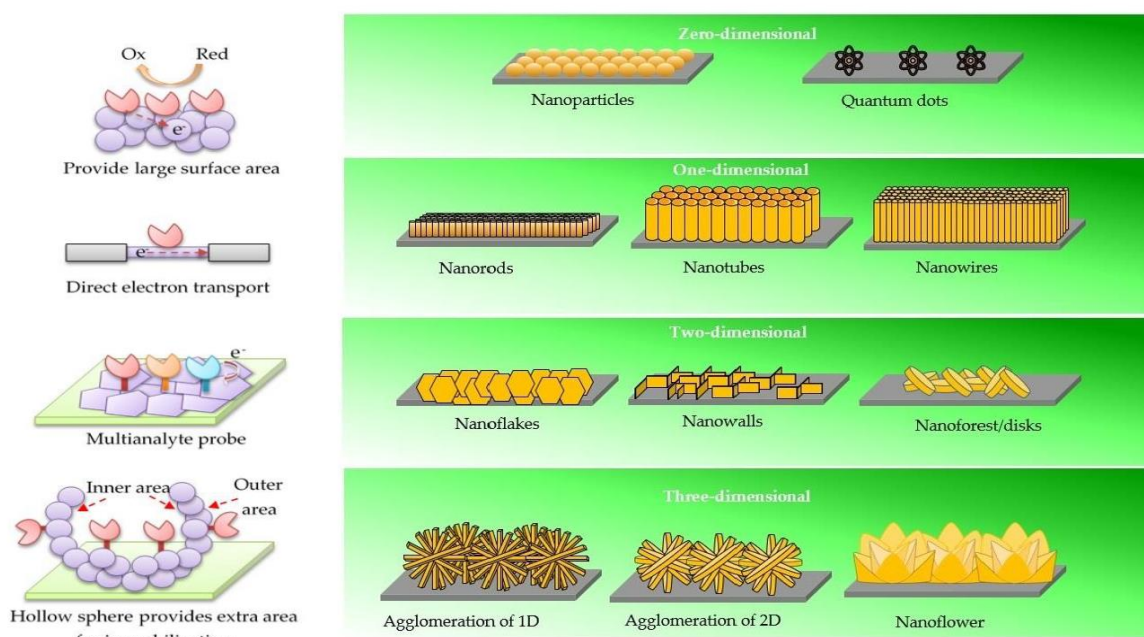 Ox Red
e-
Provide large surface area
e-
Direct electron transport
e-
Multianalyte probe
Inner area
Outer
area
Hollow sphere provides extra area
Zero-dimensional
Nanoparticles
Quantum dots
One-dimensional
Nanorods
Nanotubes
Nanowires
Two-dimensional
Nanoflakes
Nanowalls
Nanoforest/disks
Three-dimensional
Agglomeration of 1D
Agglomeration of 2D
Nanoflower